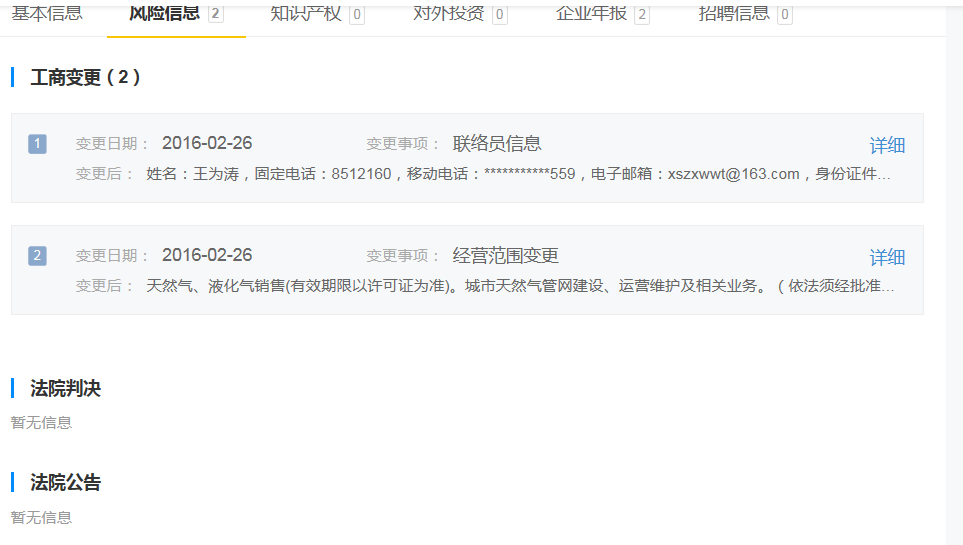 基本信息 风险信息 2 知识产权 0 对外投资 0 企业年报 2 招聘信息 0
工商变更（2）
1 变更日期： 2016-02-26 变更事项： 联络员信息 详细
变更后： 姓名：王为涛，固定电话：8512160，移动电话：***********559，电子邮箱：xszxwwt@163.com，身份证件...
2 变更日期： 2016-02-26 变更事项： 经营范围变更 详细
变更后： 天然气、液化气销售(有效期限以许可证为准)。城市天然气管网建设、运营维护及相关业务。（依法须经批准...
法院判决
暂无信息
法院公告
暂无信息